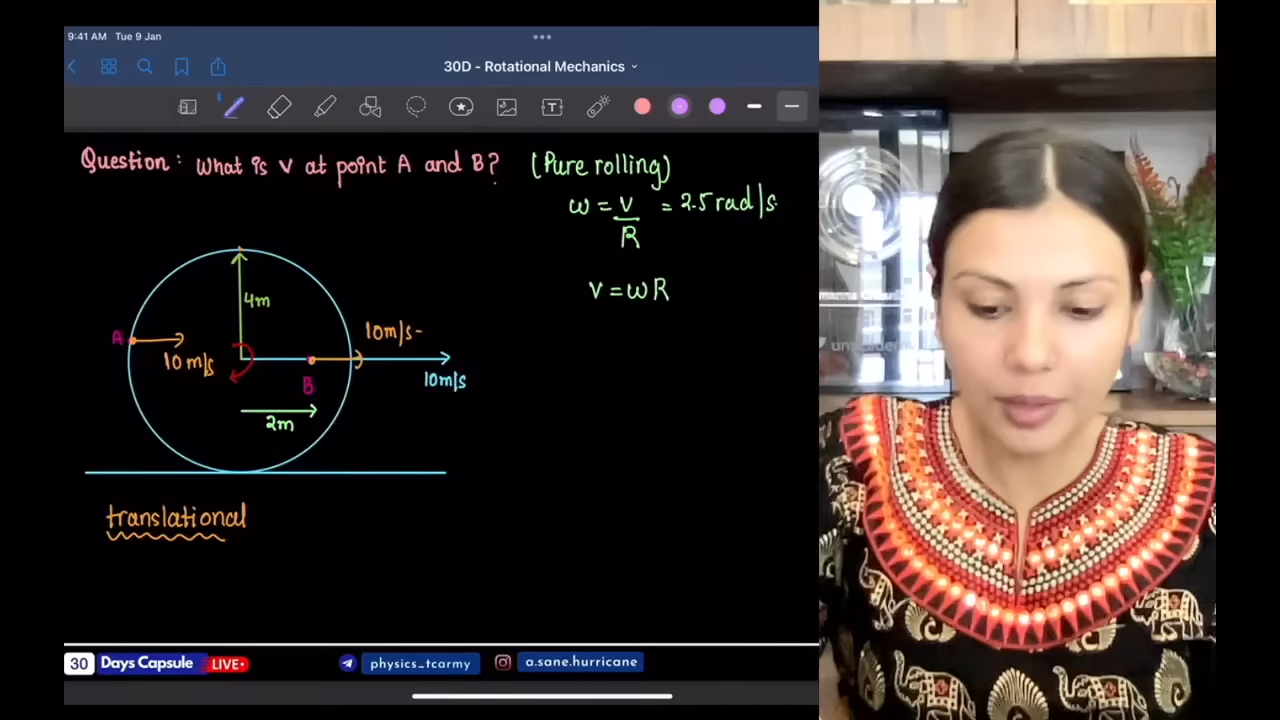 9:41 AM Tue 9 Jan
30D - Rotational Mechanics
Question: What is v at point A and B? (Pure rolling)
ω = v/R = 2.5 rad/s
v = ωR
4m
A
10 m/s
10m/s
B
10m/s
2m
translational
30 Days Capsule LIVE
physics_tcarmy
a.sane.hurricane